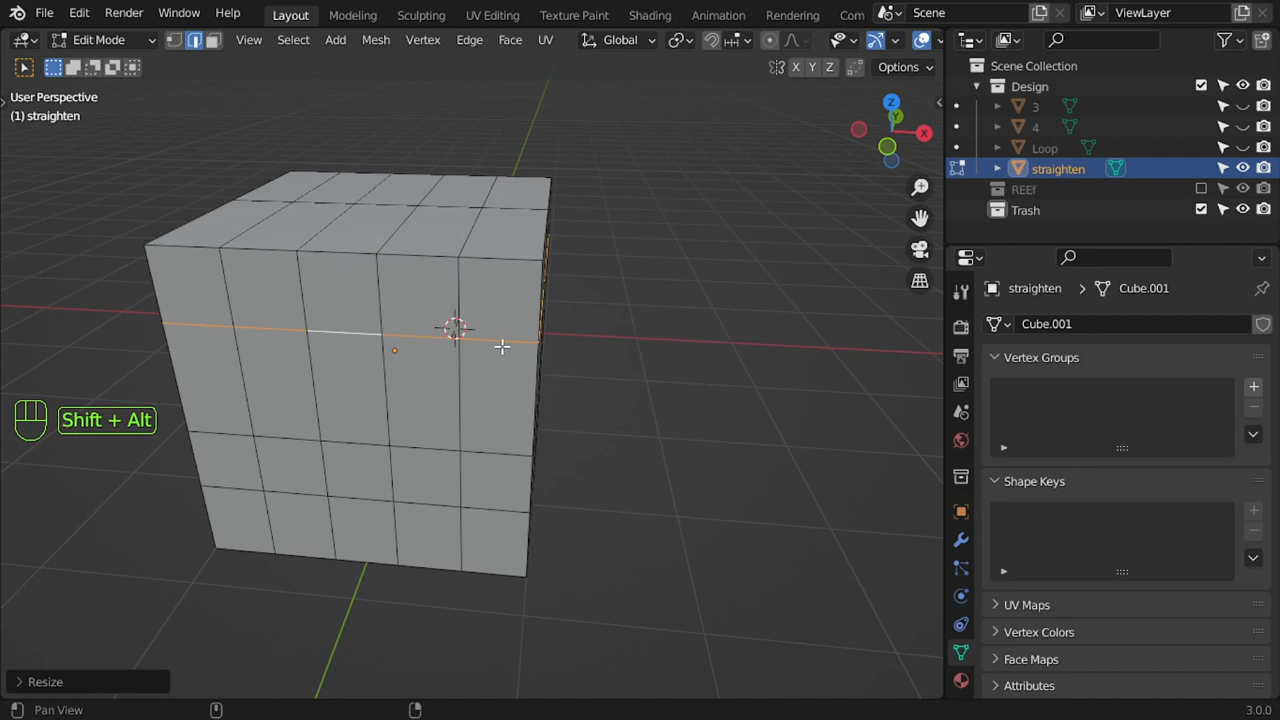 File Edit Render Window Help Layout Modeling Sculpting UV Editing Texture Paint Shading Animation Rendering Com Scene ViewLayer
Edit Mode View Select Add Mesh Vertex Edge Face UV Global
X Y Z Options
User Perspective
(1) straighten
Z
Y
X
Scene Collection
Design
3
4
Loop
straighten
REEf
Trash
straighten Cube.001
Cube.001
Vertex Groups
Shape Keys
UV Maps
Vertex Colors
Face Maps
Attributes
Shift + Alt
Resize
Pan View
3.0.0